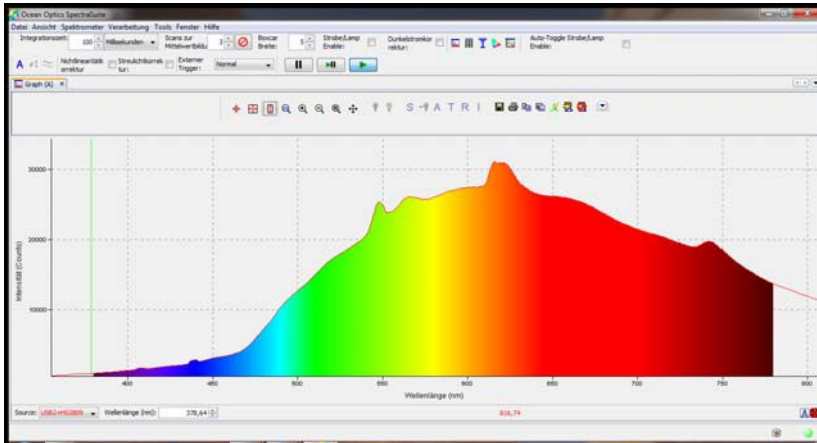 Ocean Optics SpectraSuite
Datei Ansicht Spektrometer Verarbeitung Tools Fenster Hilfe
Integrationszeit: 100 Millisekunden Scans zur Mittelwertbildu 3 Boxcar Breite: 5 Strobe/Lamp Enable: Dunkelstromkor rektur: Auto-Toggle Strobe/Lamp Enable:
A Nichtlinearitätk orrektur Streulichtkorrek tur: Externer Trigger: Normal
Graph (A)
S A T R I
30000
20000
10000
Intensität (Counts)
400 450 500 550 600 650 700 750 800
Wellenlänge (nm)
Source: Wellenlänge (nm): 378,64 816,74